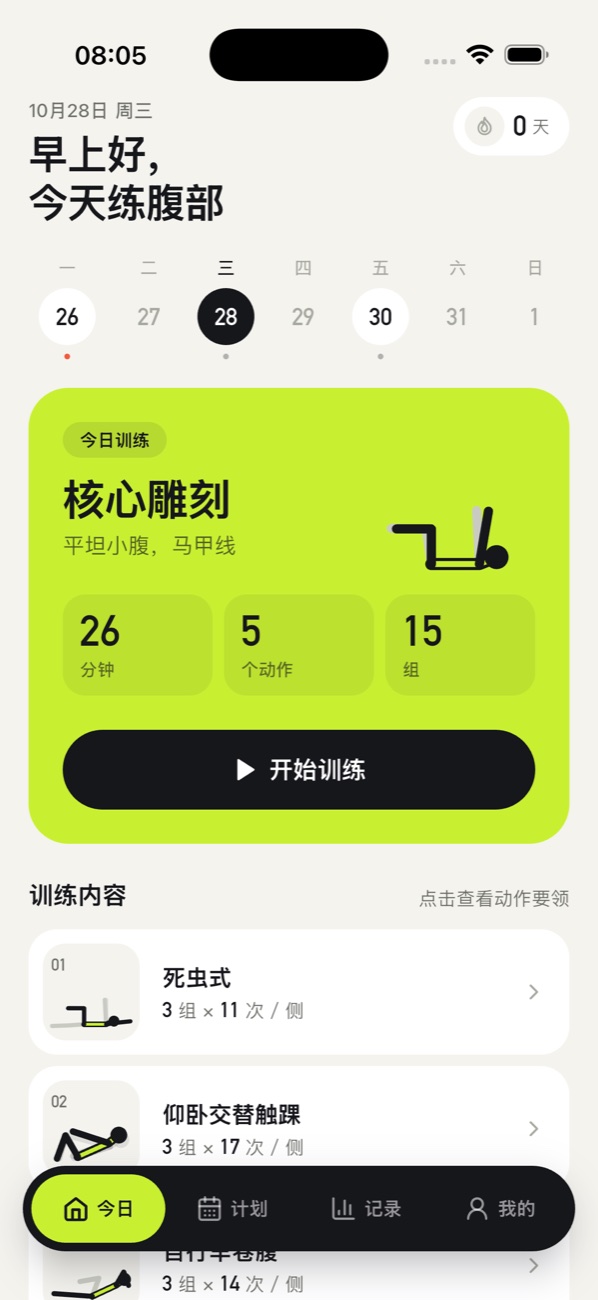 08:05
10月28日 周三
0 天
早上好，
今天练腹部
一 二 三 四 五 六 日
26 27 28 29 30 31 1
今日训练
核心雕刻
平坦小腹，马甲线
26 5 15
分钟 个动作 组
开始训练
训练内容 点击查看动作要领
01
死虫式
3 组 × 11 次 / 侧
02
仰卧交替触踝
3 组 × 17 次 / 侧
今日 计划 记录 我的
自行车卷腹
3 组 × 14 次 / 侧